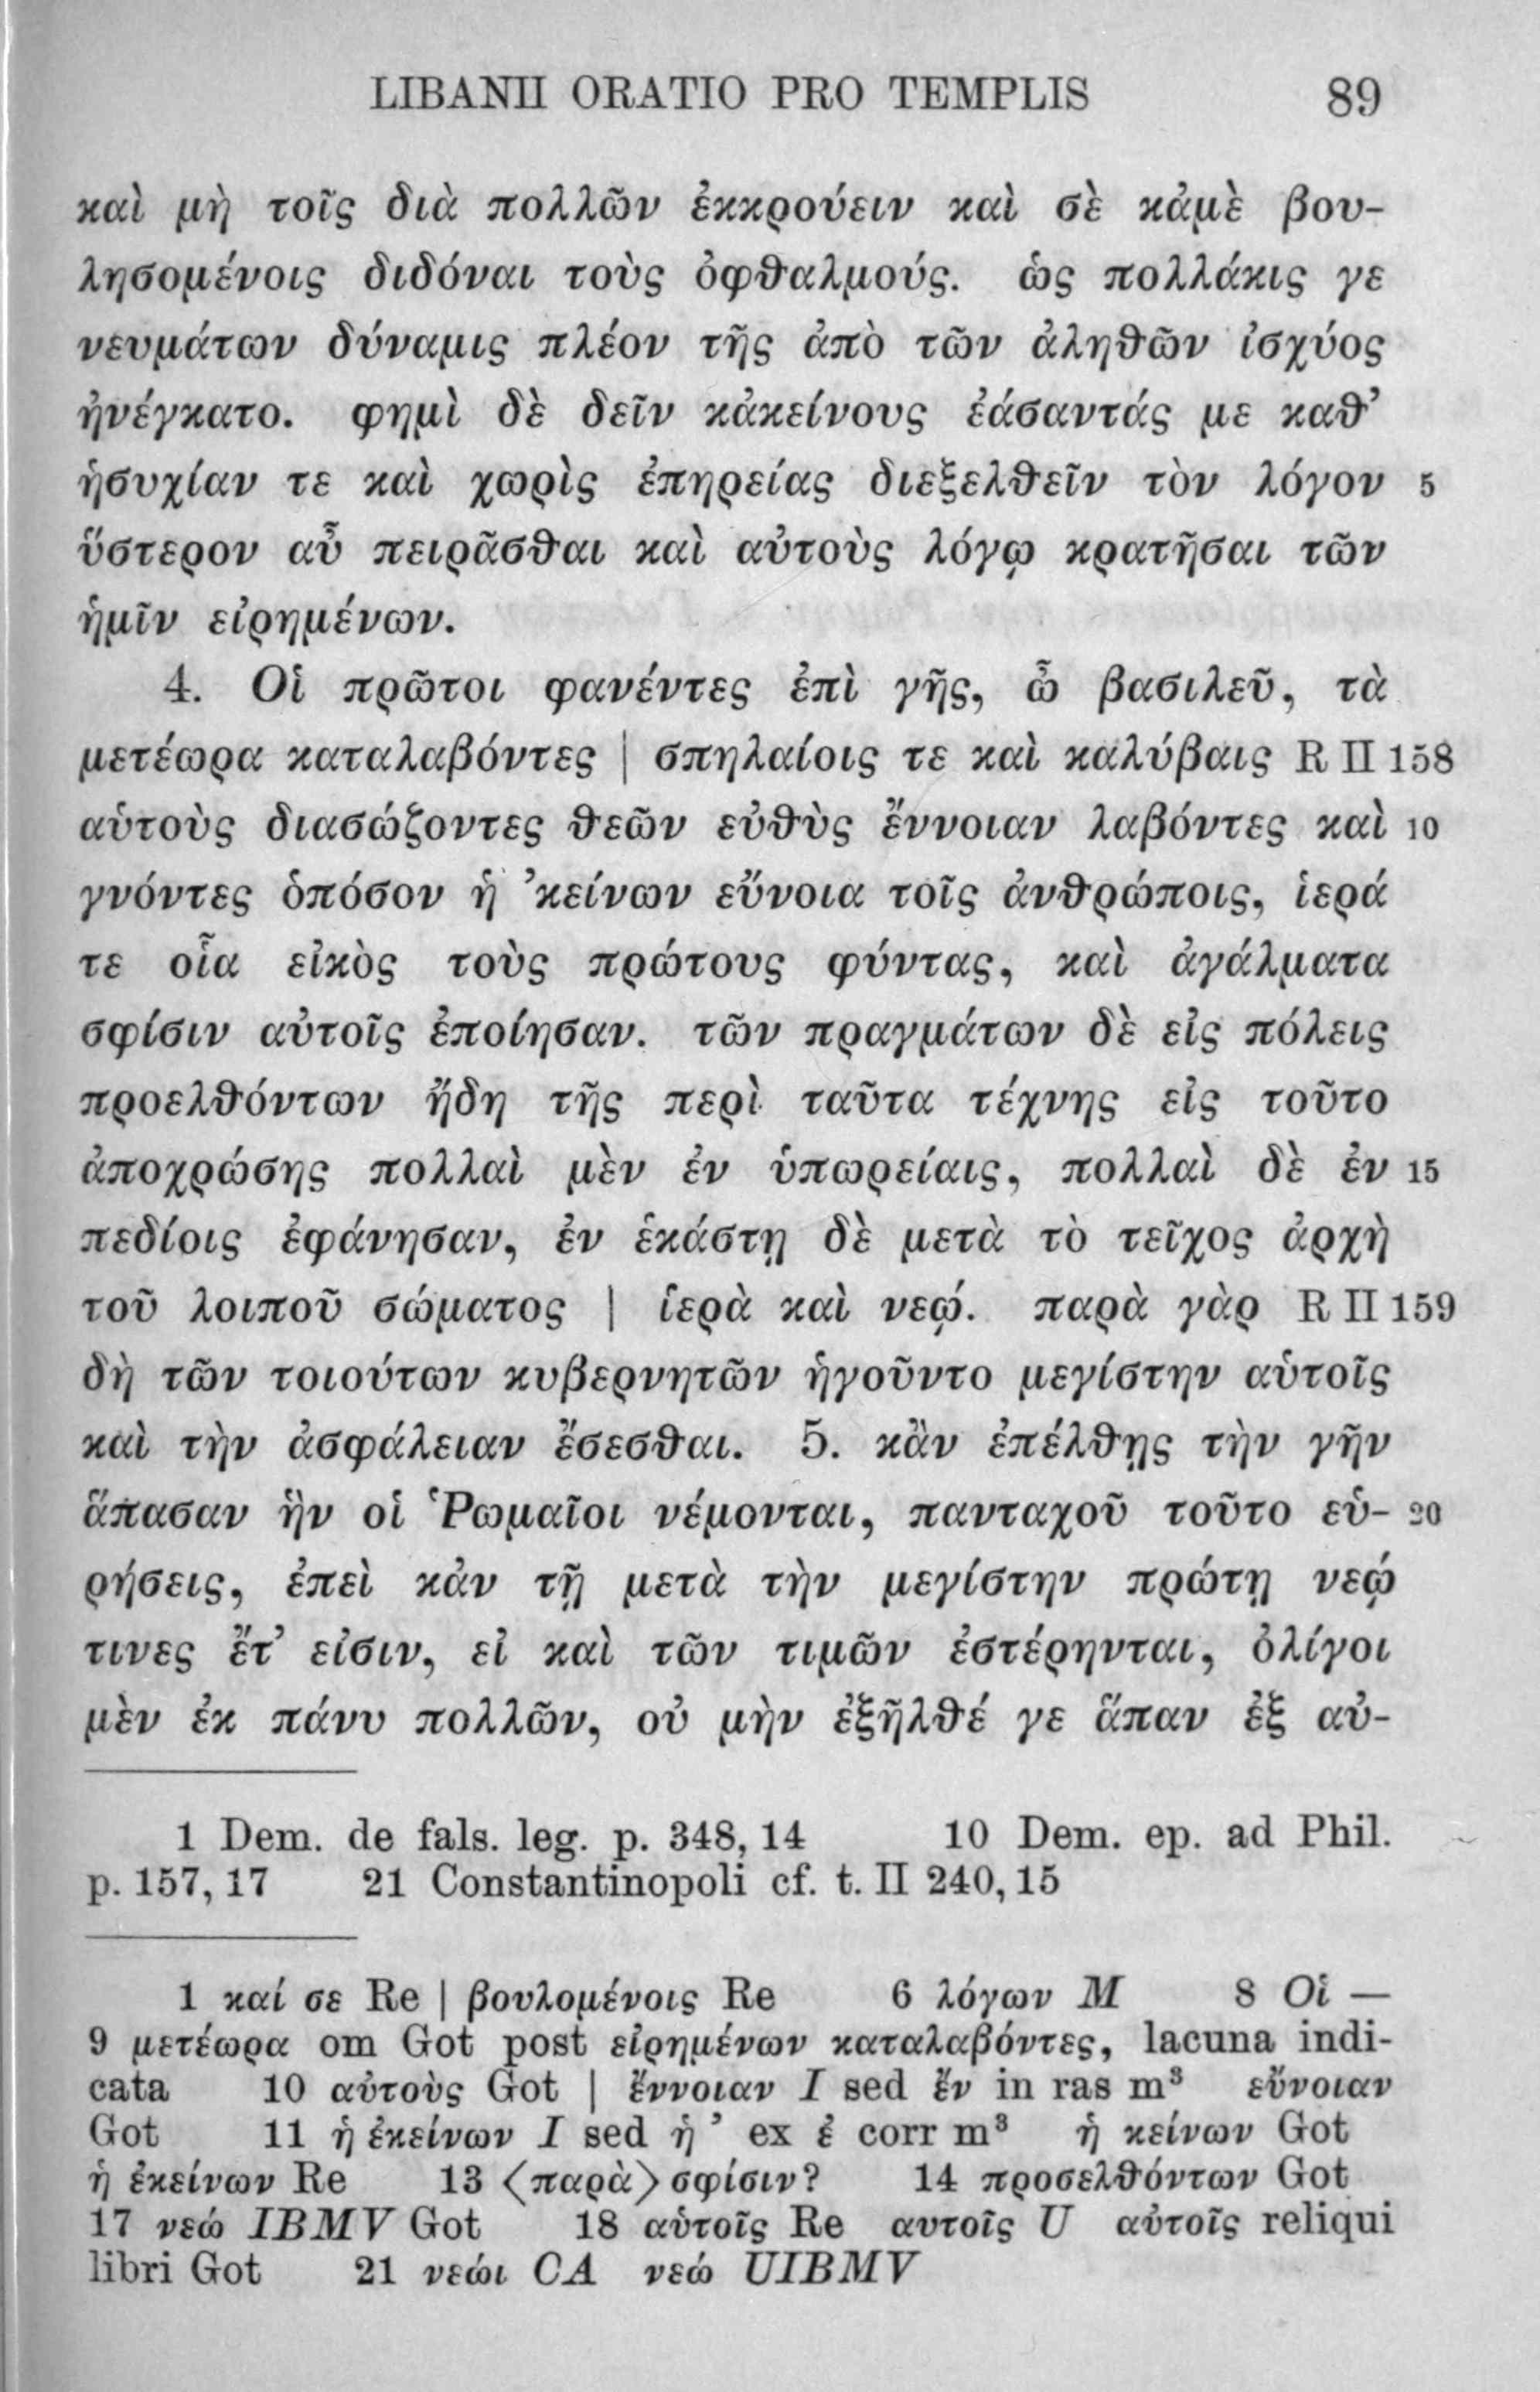 LIBANII ORATIO PRO TEMPLIS 89
καὶ μὴ τοῖς διὰ πολλῶν ἐκκρούειν καὶ σὲ κἀμὲ βου-
λησομένοις διδόναι τοὺς ὀφθαλμούς. ὡς πολλάκις γε
νευμάτων δύναμις πλέον τῆς ἀπὸ τῶν ἀληθῶν ἰσχύος
ἠνέγκατο. φημὶ δὲ δεῖν κἀκείνους ἐάσαντάς με καθ’
ἡσυχίαν τε καὶ χωρὶς ἐπηρείας διεξελθεῖν τὸν λόγον 5
ὕστερον αὖ πειρᾶσθαι καὶ αὐτοὺς λόγῳ κρατῆσαι τῶν
ἡμῖν εἰρημένων.
4. Οἱ πρῶτοι φανέντες ἐπὶ γῆς, ὦ βασιλεῦ, τὰ
μετέωρα καταλαβόντες | σπηλαίοις τε καὶ καλύβαις R II 158
αὑτοὺς διασώζοντες θεῶν εὐθὺς ἔννοιαν λαβόντες καὶ 10
γνόντες ὁπόσον ἡ ’κείνων εὔνοια τοῖς ἀνθρώποις, ἱερά
τε οἷα εἰκὸς τοὺς πρώτους φύντας, καὶ ἀγάλματα
σφίσιν αὐτοῖς ἐποίησαν. τῶν πραγμάτων δὲ εἰς πόλεις
προελθόντων ἤδη τῆς περὶ ταῦτα τέχνης εἰς τοῦτο
ἀποχρώσης πολλαὶ μὲν ἐν ὑπωρείαις, πολλαὶ δὲ ἐν 15
πεδίοις ἐφάνησαν, ἐν ἑκάστῃ δὲ μετὰ τὸ τεῖχος ἀρχὴ
τοῦ λοιποῦ σώματος | ἱερὰ καὶ νεῴ. παρὰ γὰρ R II 159
δὴ τῶν τοιούτων κυβερνητῶν ἡγοῦντο μεγίστην αὑτοῖς
καὶ τὴν ἀσφάλειαν ἔσεσθαι. 5. κἂν ἐπέλθῃς τὴν γῆν
ἅπασαν ἣν οἱ Ῥωμαῖοι νέμονται, πανταχοῦ τοῦτο εὑ- 20
ρήσεις, ἐπεὶ κἀν τῇ μετὰ τὴν μεγίστην πρώτῃ νεῴ
τινες ἔτ’ εἰσιν, εἰ καὶ τῶν τιμῶν ἐστέρηνται, ὀλίγοι
μὲν ἐκ πάνυ πολλῶν, οὐ μὴν ἐξῆλθέ γε ἅπαν ἐξ αὐ-
1 Dem. de fals. leg. p. 348, 14 10 Dem. ep. ad Phil.
p. 157, 17 21 Constantinopoli cf. t. II 240, 15
1 καί σε Re | βουλομένοις Re 6 λόγων M 8 Οἱ —
9 μετέωρα om Got post εἰρημένων καταλαβόντες, lacuna indi-
cata 10 αὐτοὺς Got | ἔννοιαν I sed ἔν in ras m³ εὔνοιαν
Got 11 ἡ ἐκείνων I sed ἡ ’ ex ἐ corr m³ ἡ κείνων Got
ἡ ἐκείνων Re 13 ⟨παρὰ⟩ σφίσιν? 14 προσελθόντων Got
17 νεώ IBMV Got 18 αὑτοῖς Re αυτοῖς U αὐτοῖς reliqui
libri Got 21 νεώι CA νεώ UIBMV